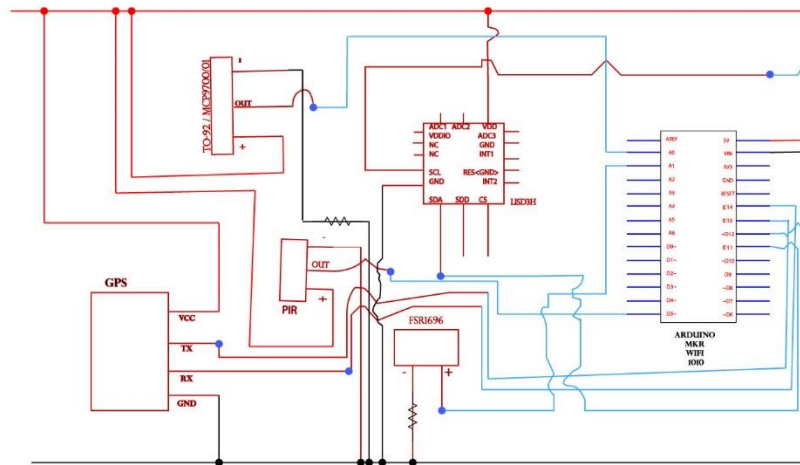 -
OUT
+
TO-92 / MCP9700/01
ADC1 ADC2 VDD
VDDIO ADC3
NC GND
NC INT1
SCL RES<GND>
GND INT2
SDA SDD CS
LISD3H
AREF 5V
A0 VIN
A1 3V3
A2 GND
A3 RESET
A4 D14
A5 D13
A6 ~D12
D0~ D11
D1~ ~D10
D2~ D9
D3~ ~D8
D4~ ~D7
D5~ ~D6
ARDUINO
MKR
WIFI
1010
-
OUT
+
PIR
GPS
VCC
TX
RX
GND
FSR1696
- +